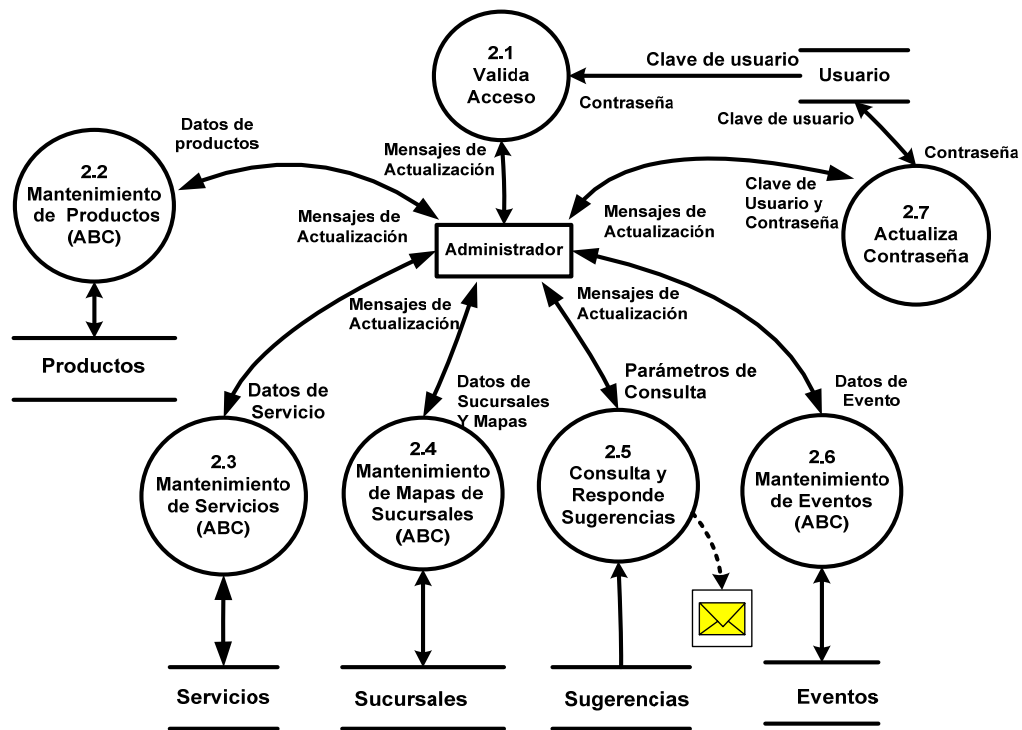 2.1
Valida
Acceso
Clave de usuario
Usuario
Contraseña
Clave de usuario
Contraseña
Datos de
productos
Mensajes de
Actualización
2.2
Mantenimiento
de Productos
(ABC)
Mensajes de
Actualización
Administrador
Mensajes de
Actualización
Clave de
Usuario y
Contraseña
2.7
Actualiza
Contraseña
Mensajes de
Actualización
Mensajes de
Actualización
Productos
Datos de
Servicio
Datos de
Sucursales
Y Mapas
Parámetros de
Consulta
Datos de
Evento
2.3
Mantenimiento
de Servicios
(ABC)
2.4
Mantenimiento
de Mapas de
Sucursales
(ABC)
2.5
Consulta y
Responde
Sugerencias
2.6
Mantenimiento
de Eventos
(ABC)
Servicios
Sucursales
Sugerencias
Eventos